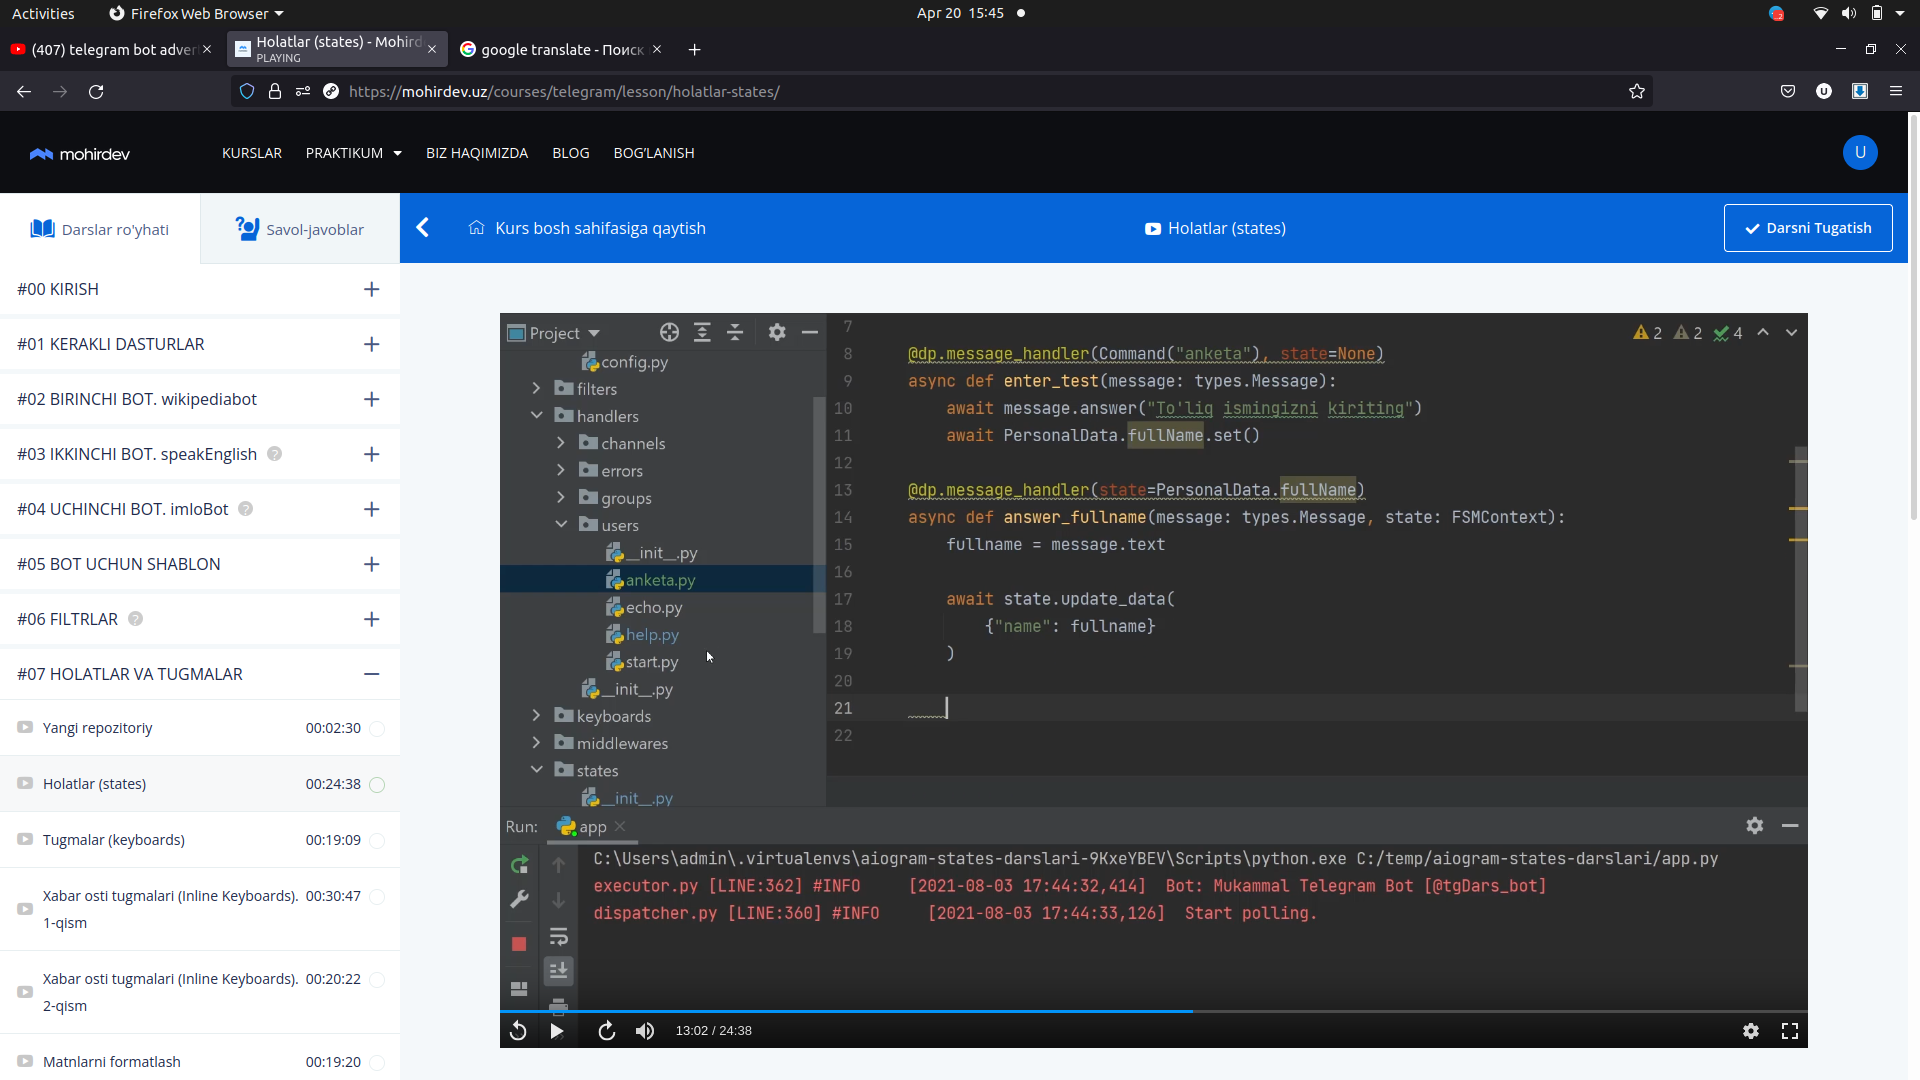 Activities
Firefox Web Browser
Apr 20 15:45
(407) telegram bot adver
Holatlar (states) - Mohird
PLAYING
google translate - Поиск
https://mohirdev.uz/courses/telegram/lesson/holatlar-states/
U
mohirdev
KURSLAR
PRAKTIKUM
BIZ HAQIMIZDA
BLOG
BOG'LANISH
U
Darslar ro'yhati
Savol-javoblar
Kurs bosh sahifasiga qaytish
Holatlar (states)
Darsni Tugatish
#00 KIRISH
#01 KERAKLI DASTURLAR
#02 BIRINCHI BOT. wikipediabot
#03 IKKINCHI BOT. speakEnglish ?
#04 UCHINCHI BOT. imloBot ?
#05 BOT UCHUN SHABLON
#06 FILTRLAR ?
#07 HOLATLAR VA TUGMALAR
Yangi repozitoriy 00:02:30
Holatlar (states) 00:24:38
Tugmalar (keyboards) 00:19:09
Xabar osti tugmalari (Inline Keyboards). 00:30:47
1-qism
Xabar osti tugmalari (Inline Keyboards). 00:20:22
2-qism
Matnlarni formatlash 00:19:20
Project
config.py
filters
handlers
channels
errors
groups
users
__init__.py
anketa.py
echo.py
help.py
start.py
__init__.py
keyboards
middlewares
states
__init__.py
2 2 4
7
8 @dp.message_handler(Command("anketa"), state=None)
9 async def enter_test(message: types.Message):
10 await message.answer("To'liq ismingizni kiriting")
11 await PersonalData.fullName.set()
12
13 @dp.message_handler(state=PersonalData.fullName)
14 async def answer_fullname(message: types.Message, state: FSMContext):
15 fullname = message.text
16
17 await state.update_data(
18 {"name": fullname}
19 )
20
21
22
Run: app
C:\Users\admin\.virtualenvs\aiogram-states-darslari-9KxeYBEV\Scripts\python.exe C:/temp/aiogram-states-darslari/app.py
executor.py [LINE:362] #INFO [2021-08-03 17:44:32,414] Bot: Mukammal Telegram Bot [@tgDars_bot]
dispatcher.py [LINE:360] #INFO [2021-08-03 17:44:33,126] Start polling.
13:02 / 24:38